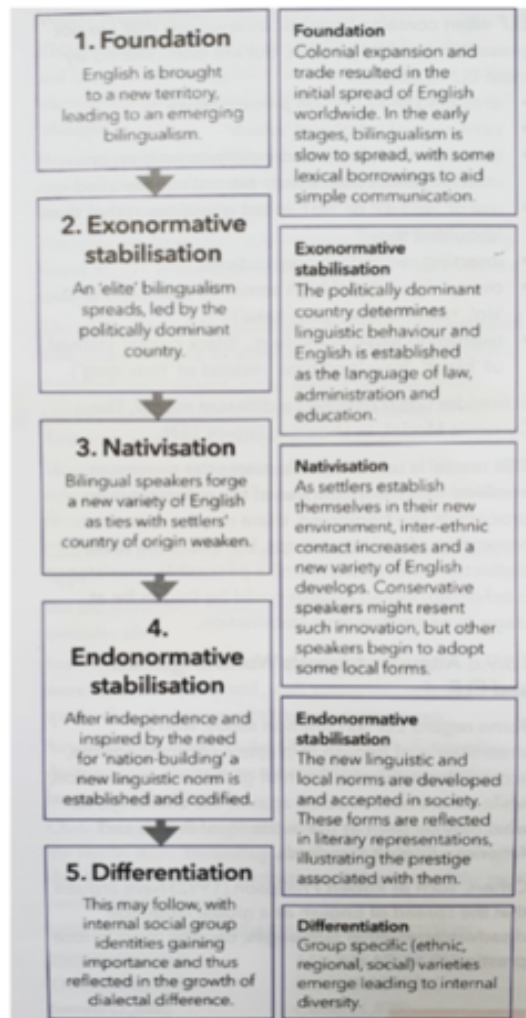 1. Foundation
English is brought
to a new territory,
leading to an emerging
bilingualism.
Foundation
Colonial expansion and
trade resulted in the
initial spread of English
worldwide. In the early
stages, bilingualism is
slow to spread, with some
lexical borrowings to aid
simple communication.
2. Exonormative
stabilisation
An 'elite' bilingualism
spreads, led by the
politically dominant
country.
Exonormative
stabilisation
The politically dominant
country determines
linguistic behaviour and
English is established
as the language of law,
administration and
education.
3. Nativisation
Bilingual speakers forge
a new variety of English
as ties with settlers'
country of origin weaken.
Nativisation
As settlers establish
themselves in their new
environment, inter-ethnic
contact increases and a
new variety of English
develops. Conservative
speakers might resent
such innovation, but other
speakers begin to adopt
some local forms.
4.
Endonormative
stabilisation
After independence and
inspired by the need
for 'nation-building' a
new linguistic norm is
established and codified.
Endonormative
stabilisation
The new linguistic and
local norms are developed
and accepted in society.
These forms are reflected
in literary representations,
illustrating the prestige
associated with them.
5. Differentiation
This may follow, with
internal social group
identities gaining
importance and thus
reflected in the growth of
dialectal difference.
Differentiation
Group specific (ethnic,
regional, social) varieties
emerge leading to internal
diversity.